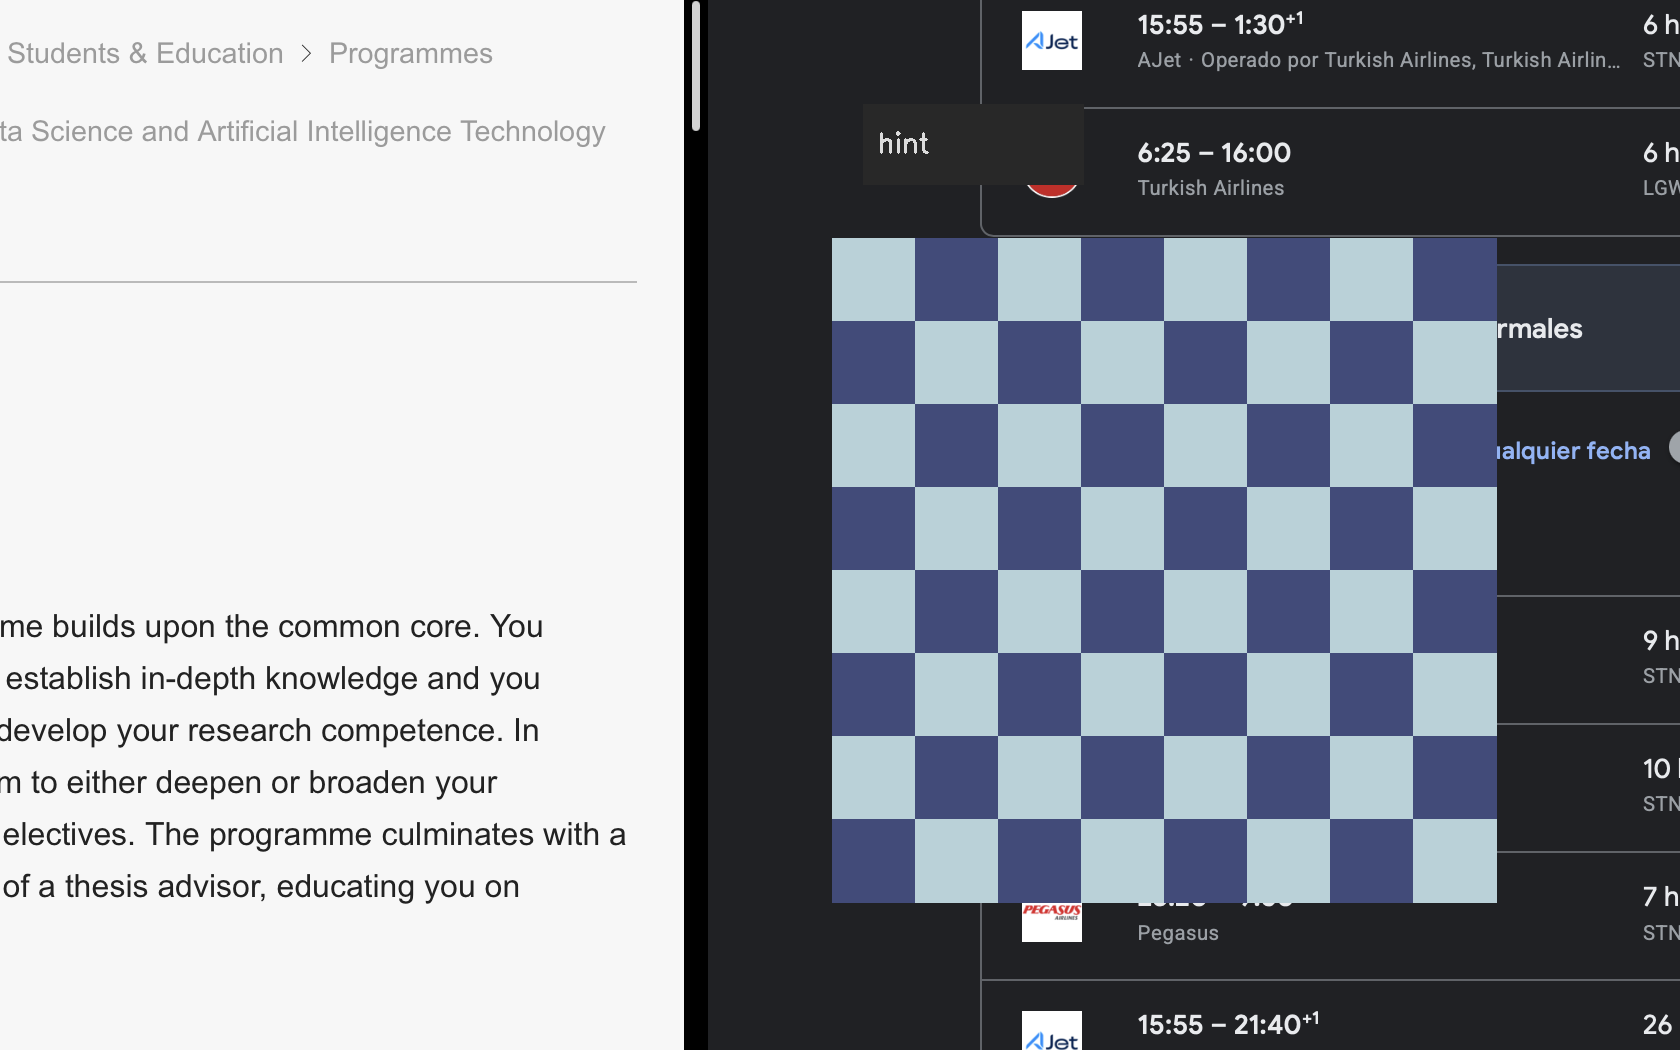 Students & Education > Programmes
ta Science and Artificial Intelligence Technology
me builds upon the common core. You
establish in-depth knowledge and you
develop your research competence. In
m to either deepen or broaden your
electives. The programme culminates with a
of a thesis advisor, educating you on
AJet
15:55 – 1:30+1
6 h
AJet · Operado por Turkish Airlines, Turkish Airlin…
STN
hint
6:25 – 16:00
6 h
Turkish Airlines
LGW
rmales
ualquier fecha
9 h
STN
10
STN
PEGASUS
AIRLINES
7 h
Pegasus
STN
AJet
15:55 – 21:40+1
26